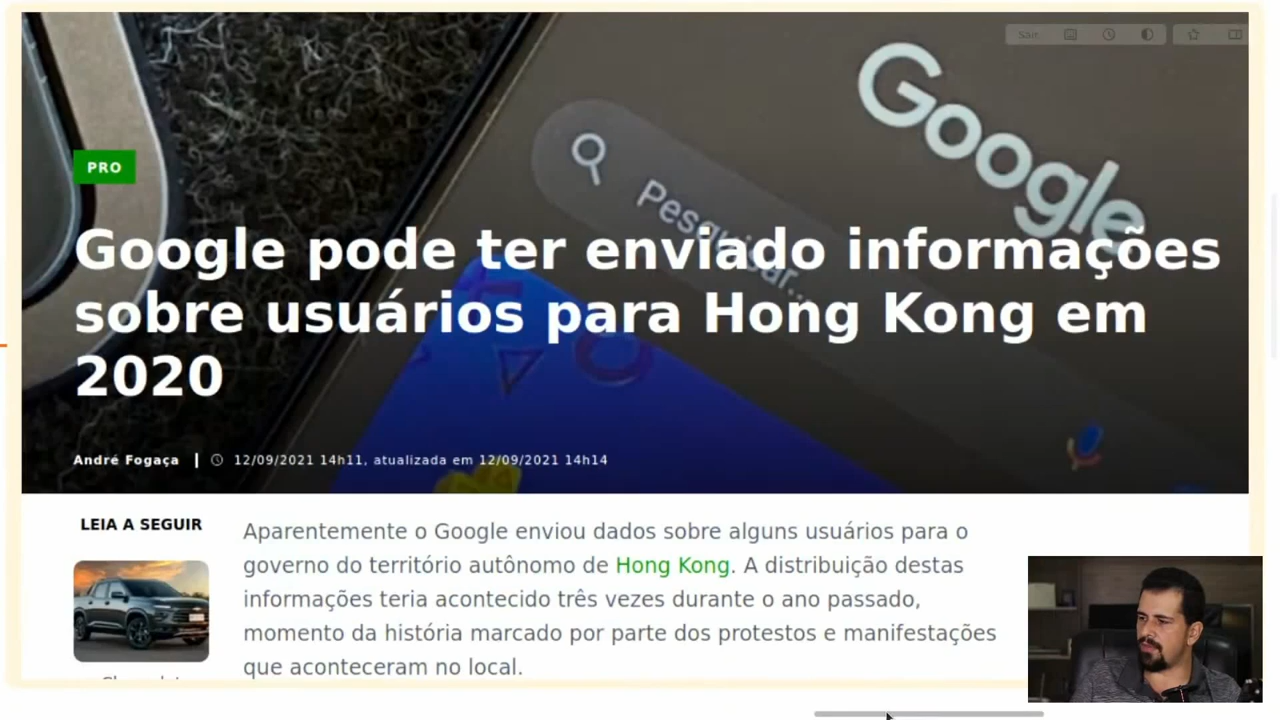 Sair
Google
Pesquisar...
PRO
Google pode ter enviado informações
sobre usuários para Hong Kong em
2020
André Fogaça | 12/09/2021 14h11, atualizada em 12/09/2021 14h14
LEIA A SEGUIR
Aparentemente o Google enviou dados sobre alguns usuários para o
governo do território autônomo de Hong Kong. A distribuição destas
informações teria acontecido três vezes durante o ano passado,
momento da história marcado por parte dos protestos e manifestações
que aconteceram no local.